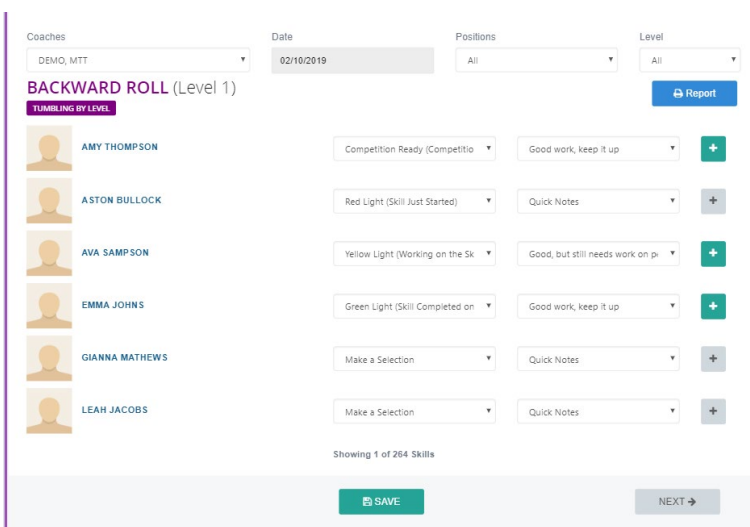 Coaches Date Positions Level
DEMO, MTT 02/10/2019 All All
BACKWARD ROLL (Level 1) Report
TUMBLING BY LEVEL
AMY THOMPSON Competition Ready (Competitio Good work, keep it up +
ASTON BULLOCK Red Light (Skill Just Started) Quick Notes +
AVA SAMPSON Yellow Light (Working on the Sk Good, but still needs work on +
EMMA JOHNS Green Light (Skill Completed on Good work, keep it up +
GIANNA MATHEWS Make a Selection Quick Notes +
LEAH JACOBS Make a Selection Quick Notes +
Showing 1 of 264 Skills
SAVE NEXT →